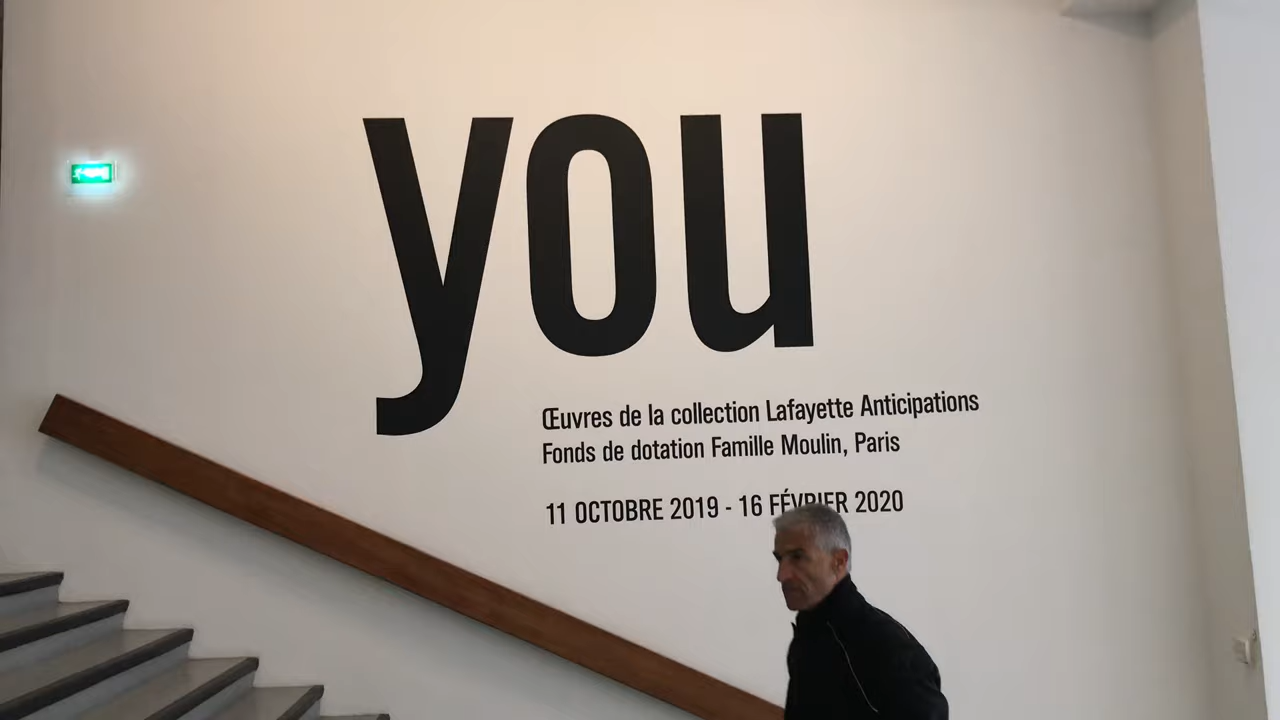 you
Œuvres de la collection Lafayette Anticipations
Fonds de dotation Famille Moulin, Paris
11 OCTOBRE 2019 - 16 FÉVRIER 2020